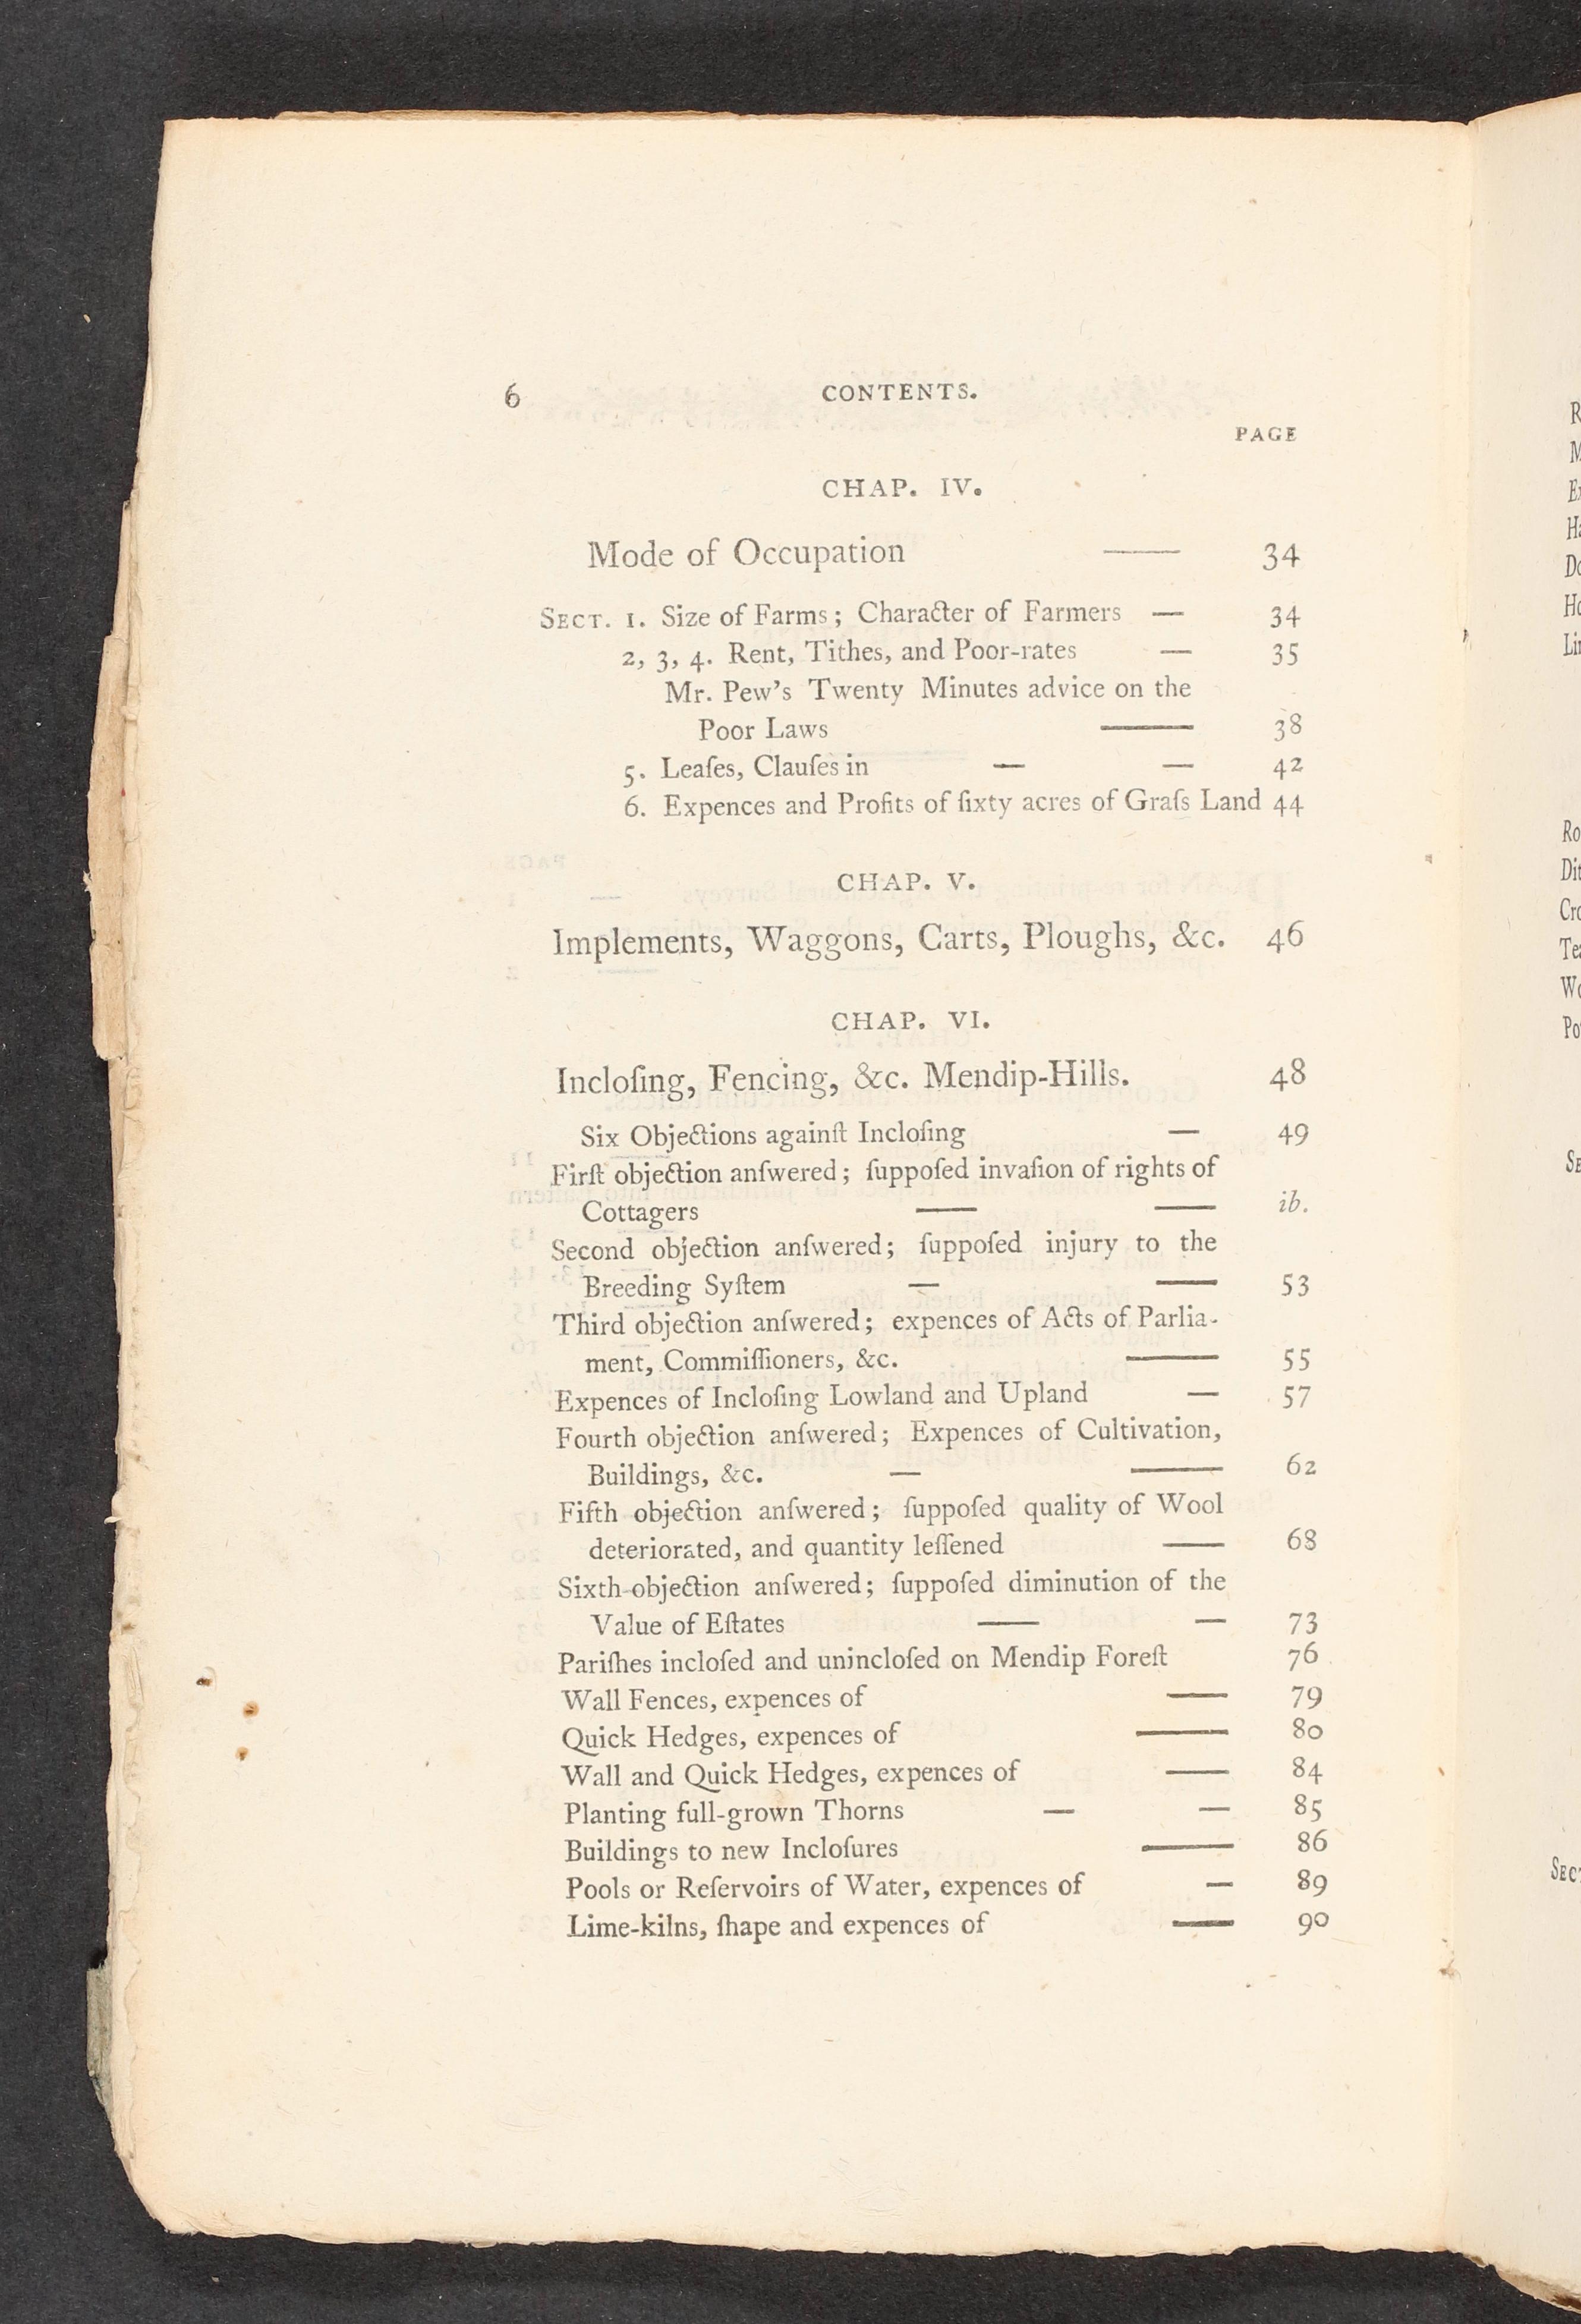 6 CONTENTS.
PAGE
CHAP. IV.
Mode of Occupation —— 34
SECT. 1. Size of Farms; Character of Farmers — 34
2, 3, 4. Rent, Tithes, and Poor-rates — 35
Mr. Pew's Twenty Minutes advice on the
Poor Laws —— 38
5. Leaſes, Clauſes in — — 42
6. Expences and Profits of ſixty acres of Graſs Land 44
CHAP. V.
Implements, Waggons, Carts, Ploughs, &c. 46
CHAP. VI.
Incloſing, Fencing, &c. Mendip-Hills. 48
Six Objections againſt Incloſing — 49
Firſt objection anſwered; ſuppoſed invaſion of rights of
Cottagers —— —— ib.
Second objection anſwered; ſuppoſed injury to the
Breeding Syſtem — —— 53
Third objection anſwered; expences of Acts of Parlia-
ment, Commiſſioners, &c. —— 55
Expences of Incloſing Lowland and Upland — 57
Fourth objection anſwered; Expences of Cultivation,
Buildings, &c. — —— 62
Fifth objection anſwered; ſuppoſed quality of Wool
deteriorated, and quantity leſſened —— 68
Sixth objection anſwered; ſuppoſed diminution of the
Value of Eſtates —— — 73
Pariſhes incloſed and unincloſed on Mendip Foreſt 76
Wall Fences, expences of —— 79
Quick Hedges, expences of —— 80
Wall and Quick Hedges, expences of —— 84
Planting full-grown Thorns — — 85
Buildings to new Incloſures —— 86
Pools or Reſervoirs of Water, expences of — 89
Lime-kilns, ſhape and expences of —— 90